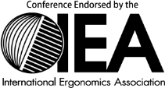 Conference Endorsed by the
IEA
International Ergonomics Association